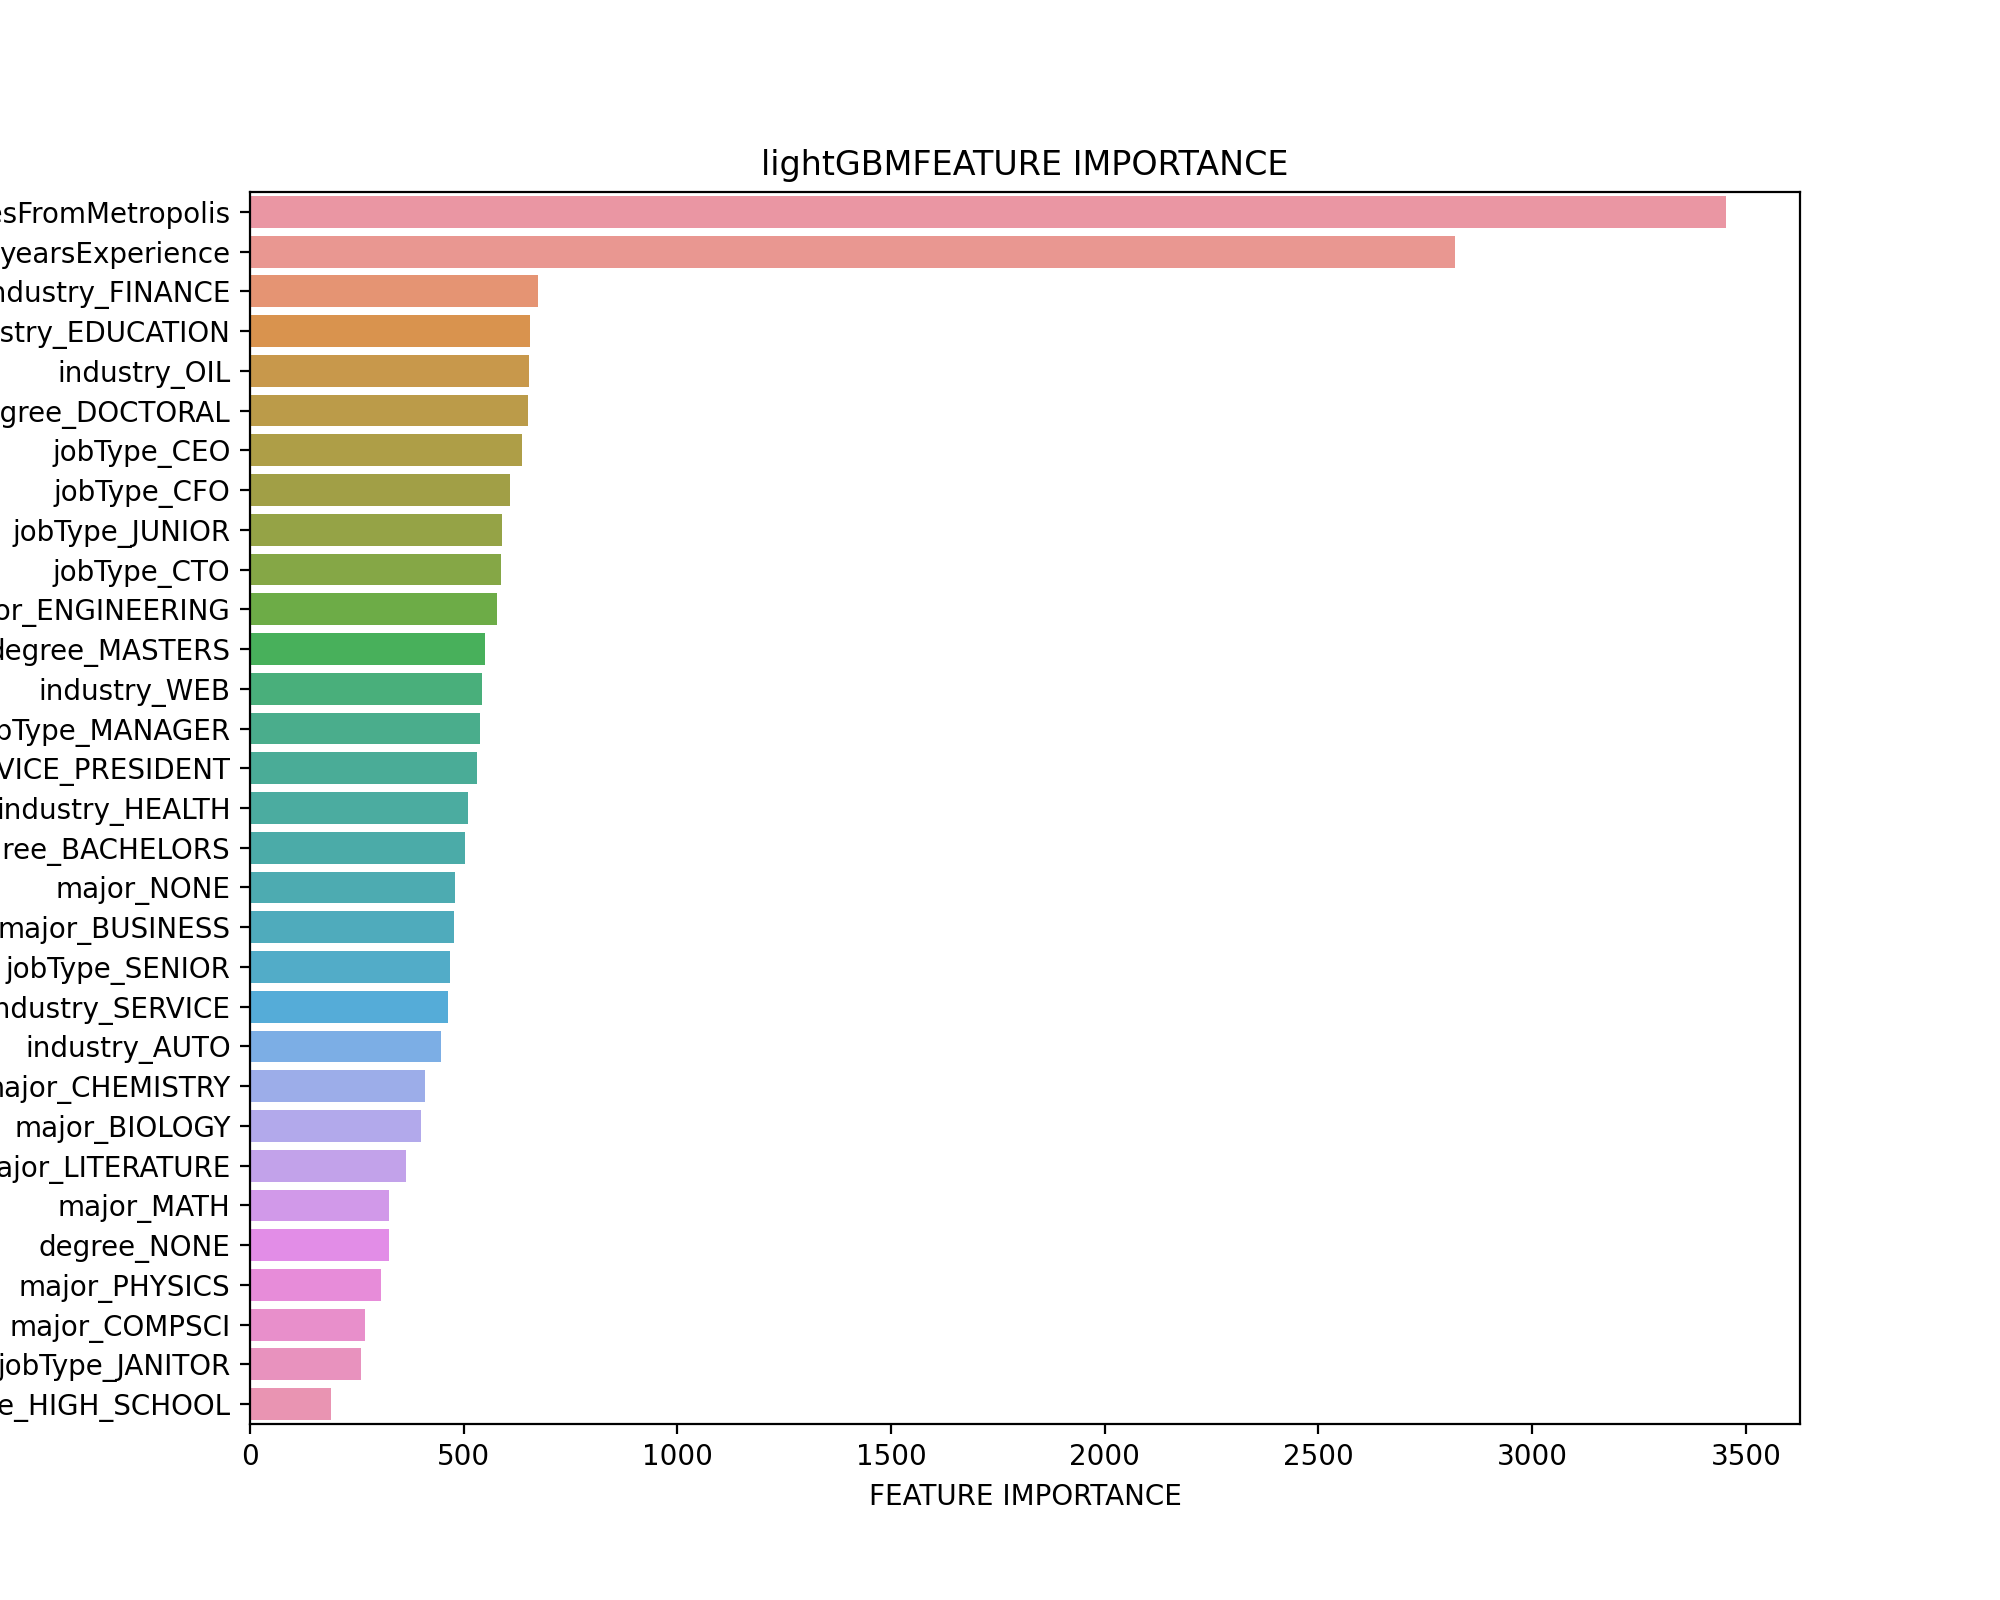 lightGBMFEATURE IMPORTANCE
esFromMetropolis
yearsExperience
ndustry_FINANCE
stry_EDUCATION
industry_OIL
gree_DOCTORAL
jobType_CEO
jobType_CFO
jobType_JUNIOR
jobType_CTO
or_ENGINEERING
degree_MASTERS
industry_WEB
bType_MANAGER
VICE_PRESIDENT
industry_HEALTH
ree_BACHELORS
major_NONE
major_BUSINESS
jobType_SENIOR
ndustry_SERVICE
industry_AUTO
major_CHEMISTRY
major_BIOLOGY
ajor_LITERATURE
major_MATH
degree_NONE
major_PHYSICS
major_COMPSCI
jobType_JANITOR
e_HIGH_SCHOOL
0 500 1000 1500 2000 2500 3000 3500
FEATURE IMPORTANCE